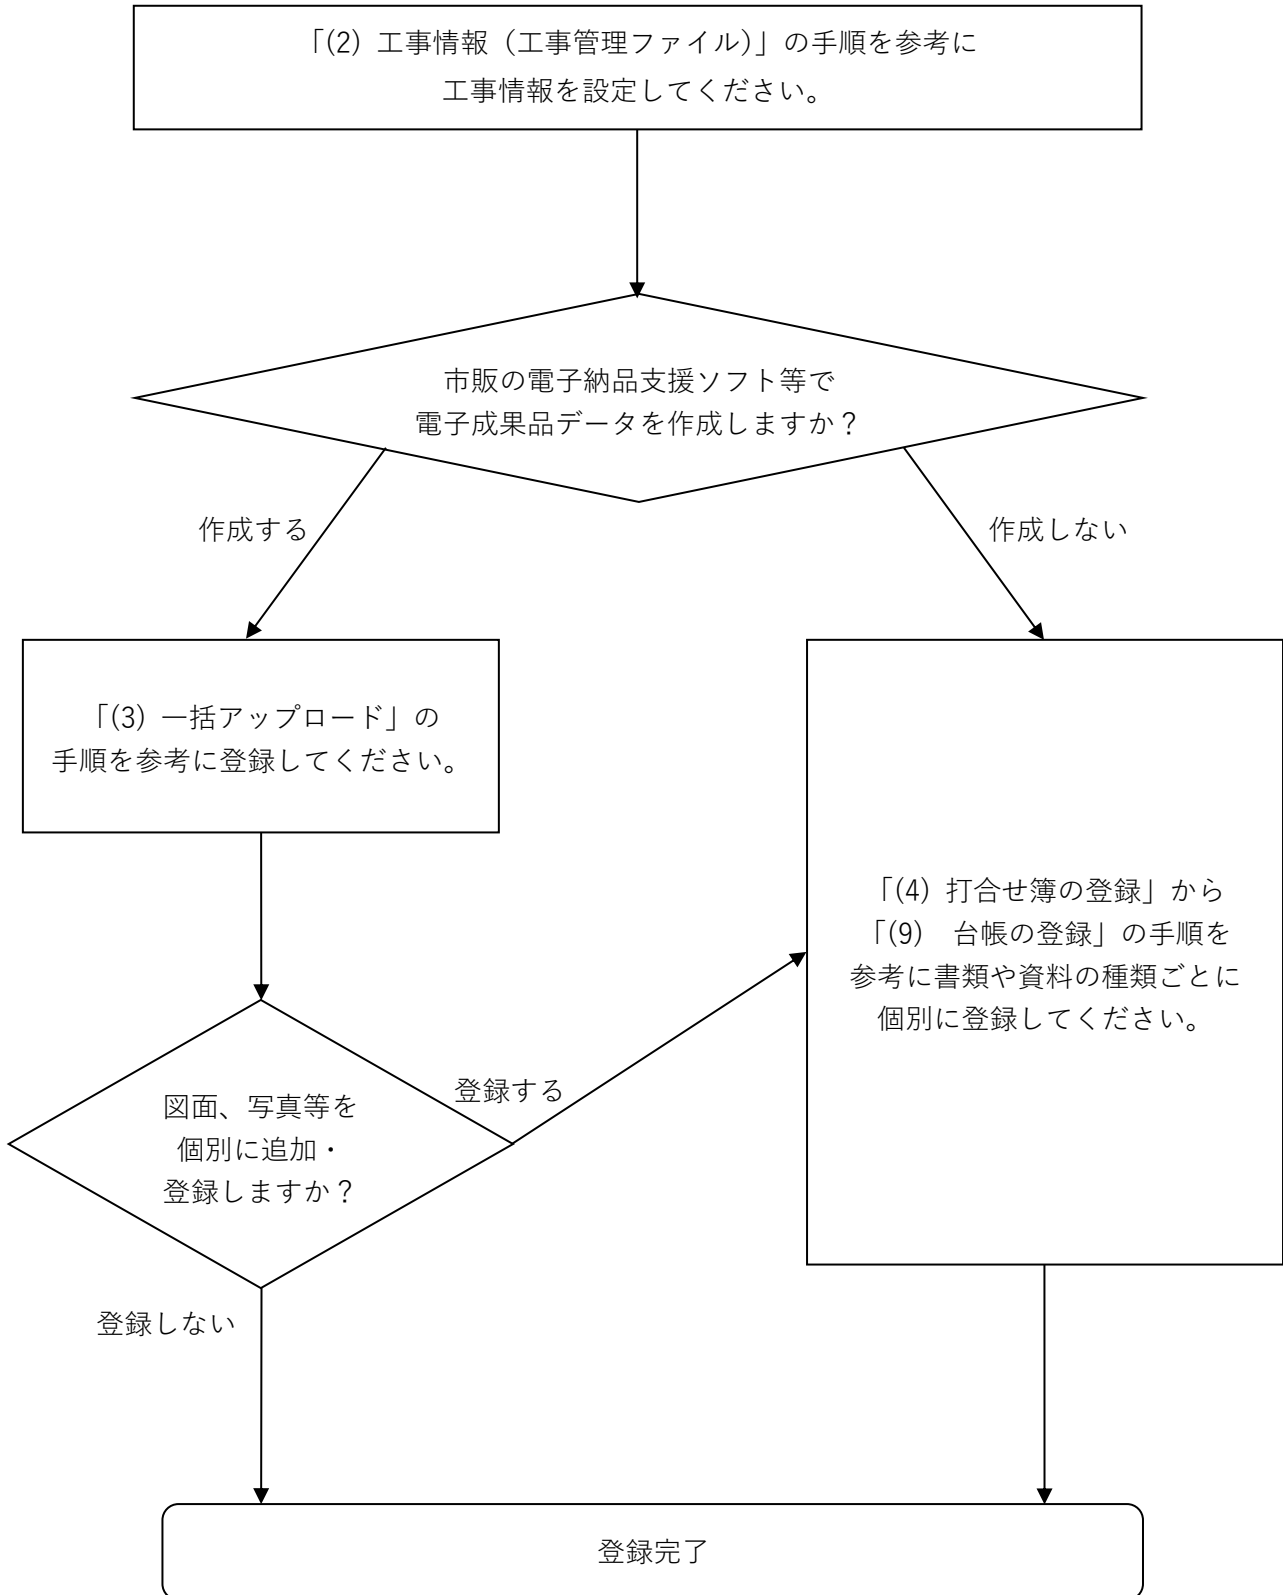 「(2) 工事情報（工事管理ファイル）」の手順を参考に
工事情報を設定してください。
市販の電子納品支援ソフト等で
電子成果品データを作成しますか？
作成する
作成しない
「(3) 一括アップロード」の
手順を参考に登録してください。
「(4) 打合せ簿の登録」から
「(9)　台帳の登録」の手順を
参考に書類や資料の種類ごとに
個別に登録してください。
登録する
図面、写真等を
個別に追加・
登録しますか？
登録しない
登録完了